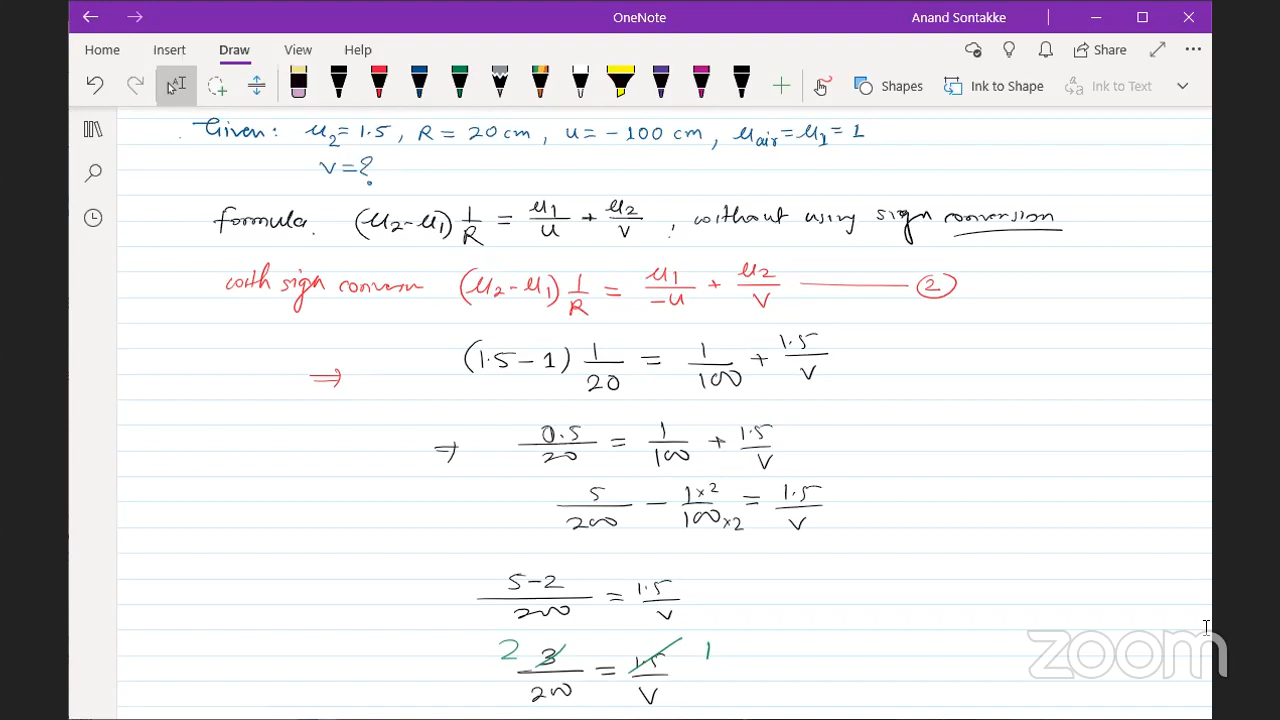 OneNote
Anand Sontakke
Home Insert Draw View Help
Share
Shapes Ink to Shape Ink to Text
Given: μ₂ = 1.5, R = 20 cm, u = -100 cm, μair = μ₁ = 1
v = ?
formula. (μ₂-μ₁) 1/R = μ₁/u + μ₂/v, without using sign conversion
with sign conversn (μ₂-μ₁) 1/R = μ₁/-u + μ₂/v ——— ②
⇒ (1.5-1) 1/20 = 1/100 + 1.5/v
⇒ 0.5/20 = 1/100 + 1.5/v
5/200 - 1×2/100×2 = 1.5/v
5-2/200 = 1.5/v
2 3/200 = 1.5/v 1
zoom